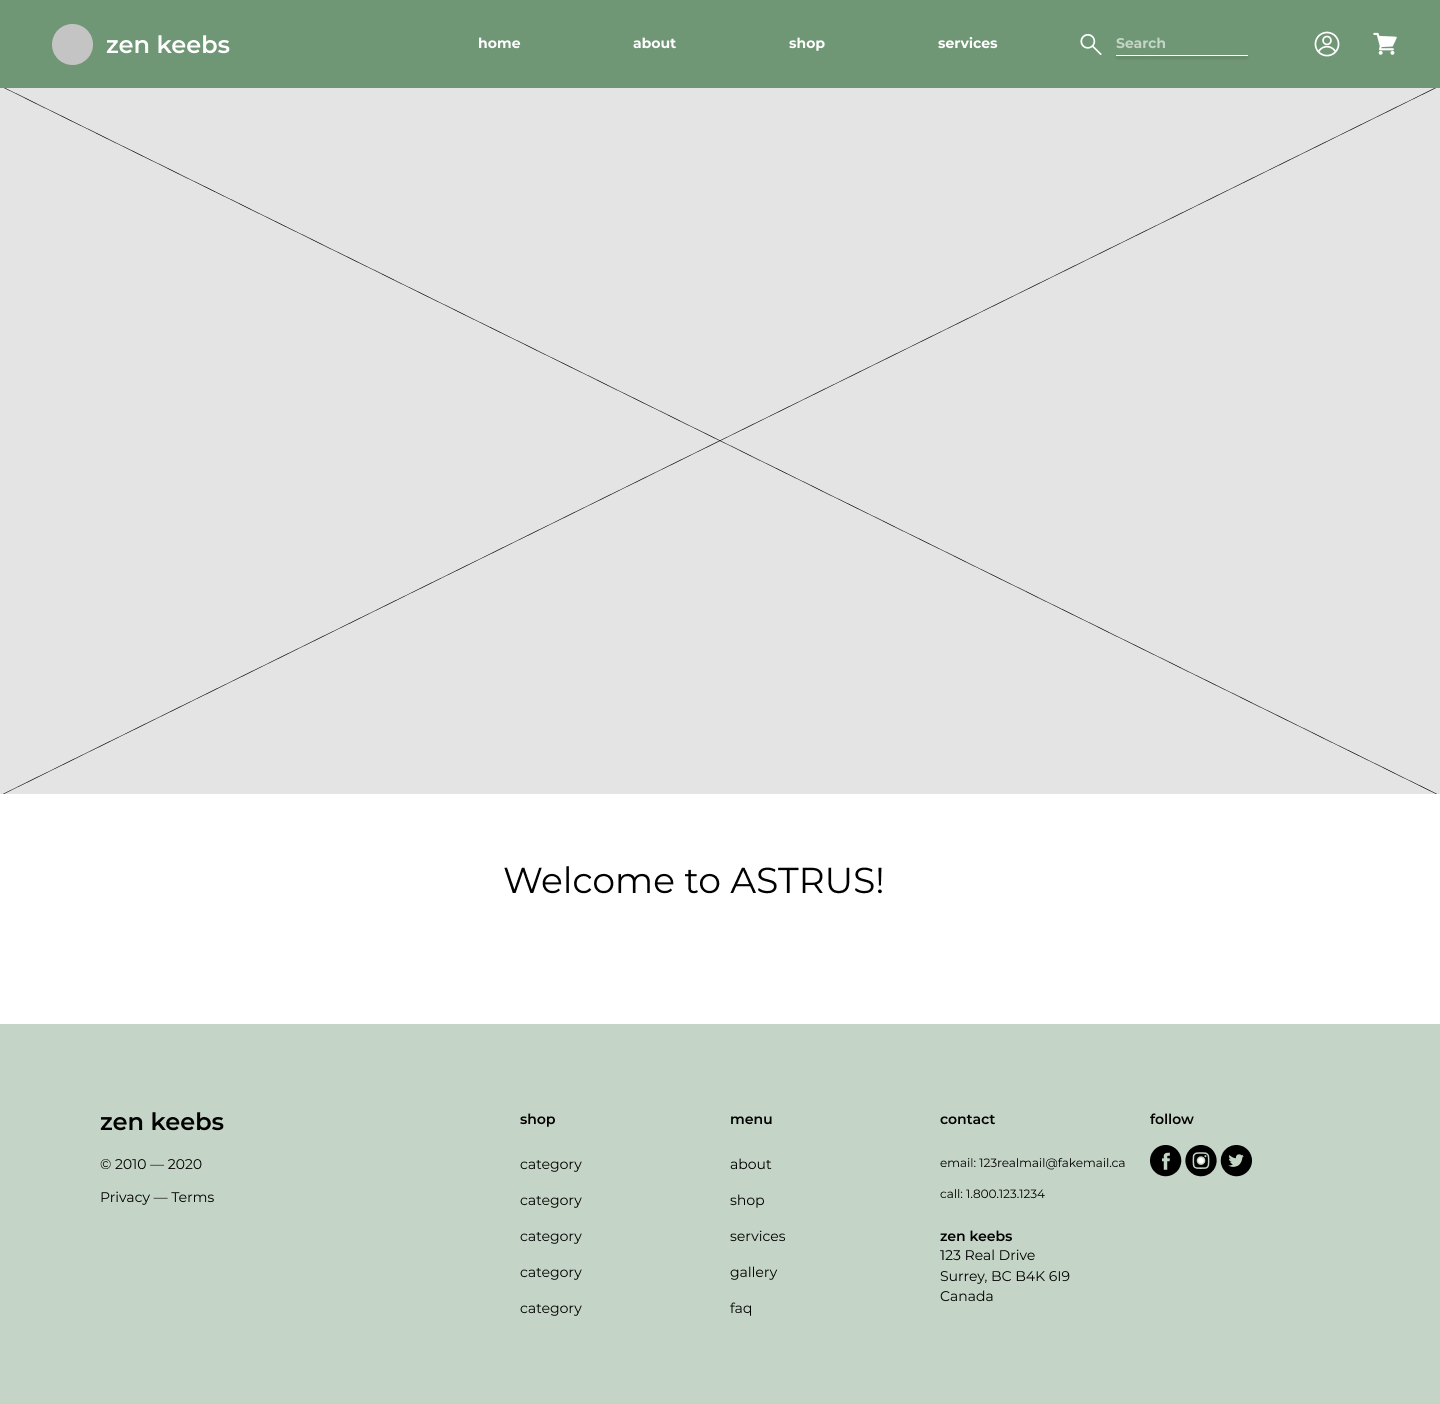 zen keebs
home about shop services Search
Welcome to ASTRUS!
zen keebs
© 2010 — 2020
Privacy — Terms
shop
category
category
category
category
category
menu
about
shop
services
gallery
faq
contact
email: 123realmail@fakemail.ca
call: 1.800.123.1234
zen keebs
123 Real Drive
Surrey, BC B4K 6I9
Canada
follow